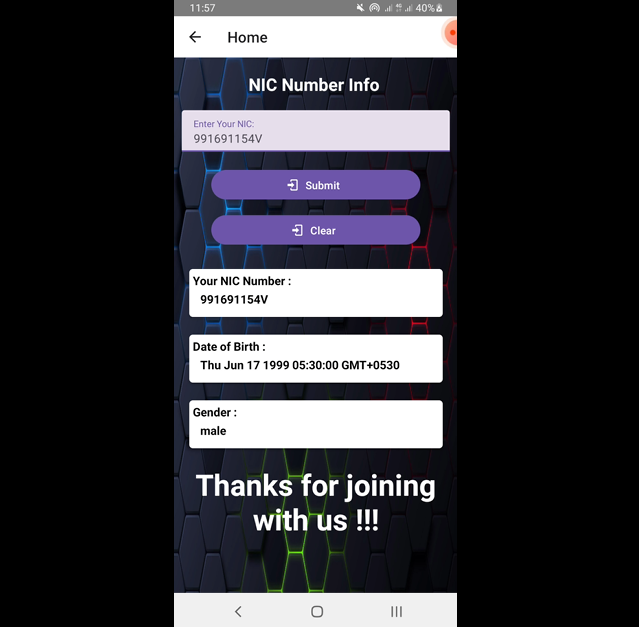 11:57
40%
Home
NIC Number Info
Enter Your NIC:
991691154V
Submit
Clear
Your NIC Number :
991691154V
Date of Birth :
Thu Jun 17 1999 05:30:00 GMT+0530
Gender :
male
Thanks for joining
with us !!!